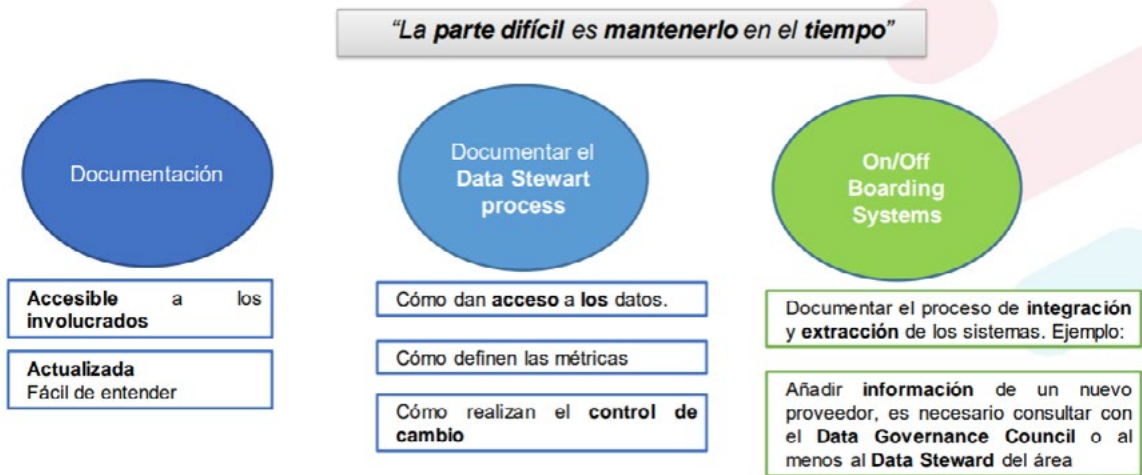 “La parte difícil es mantenerlo en el tiempo”
Documentación
Accesible a los
involucrados
Actualizada
Fácil de entender
Documentar el
Data Stewart
process
Cómo dan acceso a los datos.
Cómo definen las métricas
Cómo realizan el control de
cambio
On/Off
Boarding
Systems
Documentar el proceso de integración
y extracción de los sistemas. Ejemplo:
Añadir información de un nuevo
proveedor, es necesario consultar con
el Data Governance Council o al
menos al Data Steward del área